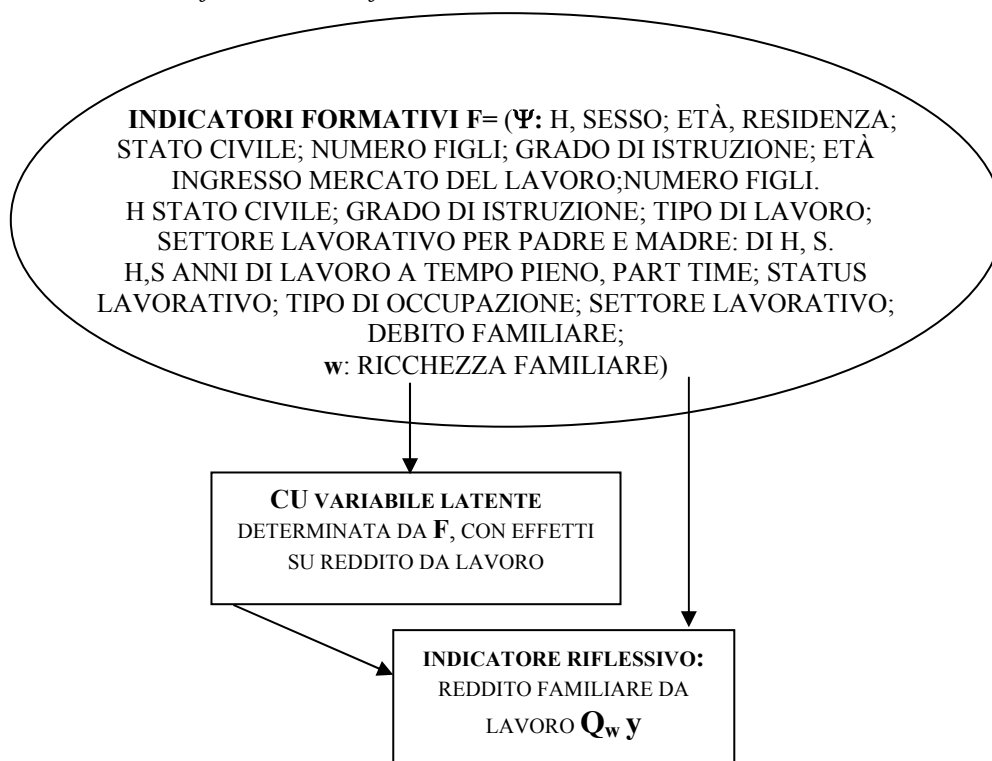 INDICATORI FORMATIVI F= (Ψ: H, SESSO; ETÀ, RESIDENZA;
STATO CIVILE; NUMERO FIGLI; GRADO DI ISTRUZIONE; ETÀ
INGRESSO MERCATO DEL LAVORO;NUMERO FIGLI.
H STATO CIVILE; GRADO DI ISTRUZIONE; TIPO DI LAVORO;
SETTORE LAVORATIVO PER PADRE E MADRE: DI H, S.
H,S ANNI DI LAVORO A TEMPO PIENO, PART TIME; STATUS
LAVORATIVO; TIPO DI OCCUPAZIONE; SETTORE LAVORATIVO;
DEBITO FAMILIARE;
w: RICCHEZZA FAMILIARE)
CU VARIABILE LATENTE
DETERMINATA DA F, CON EFFETTI
SU REDDITO DA LAVORO
INDICATORE RIFLESSIVO:
REDDITO FAMILIARE DA
LAVORO Qw y